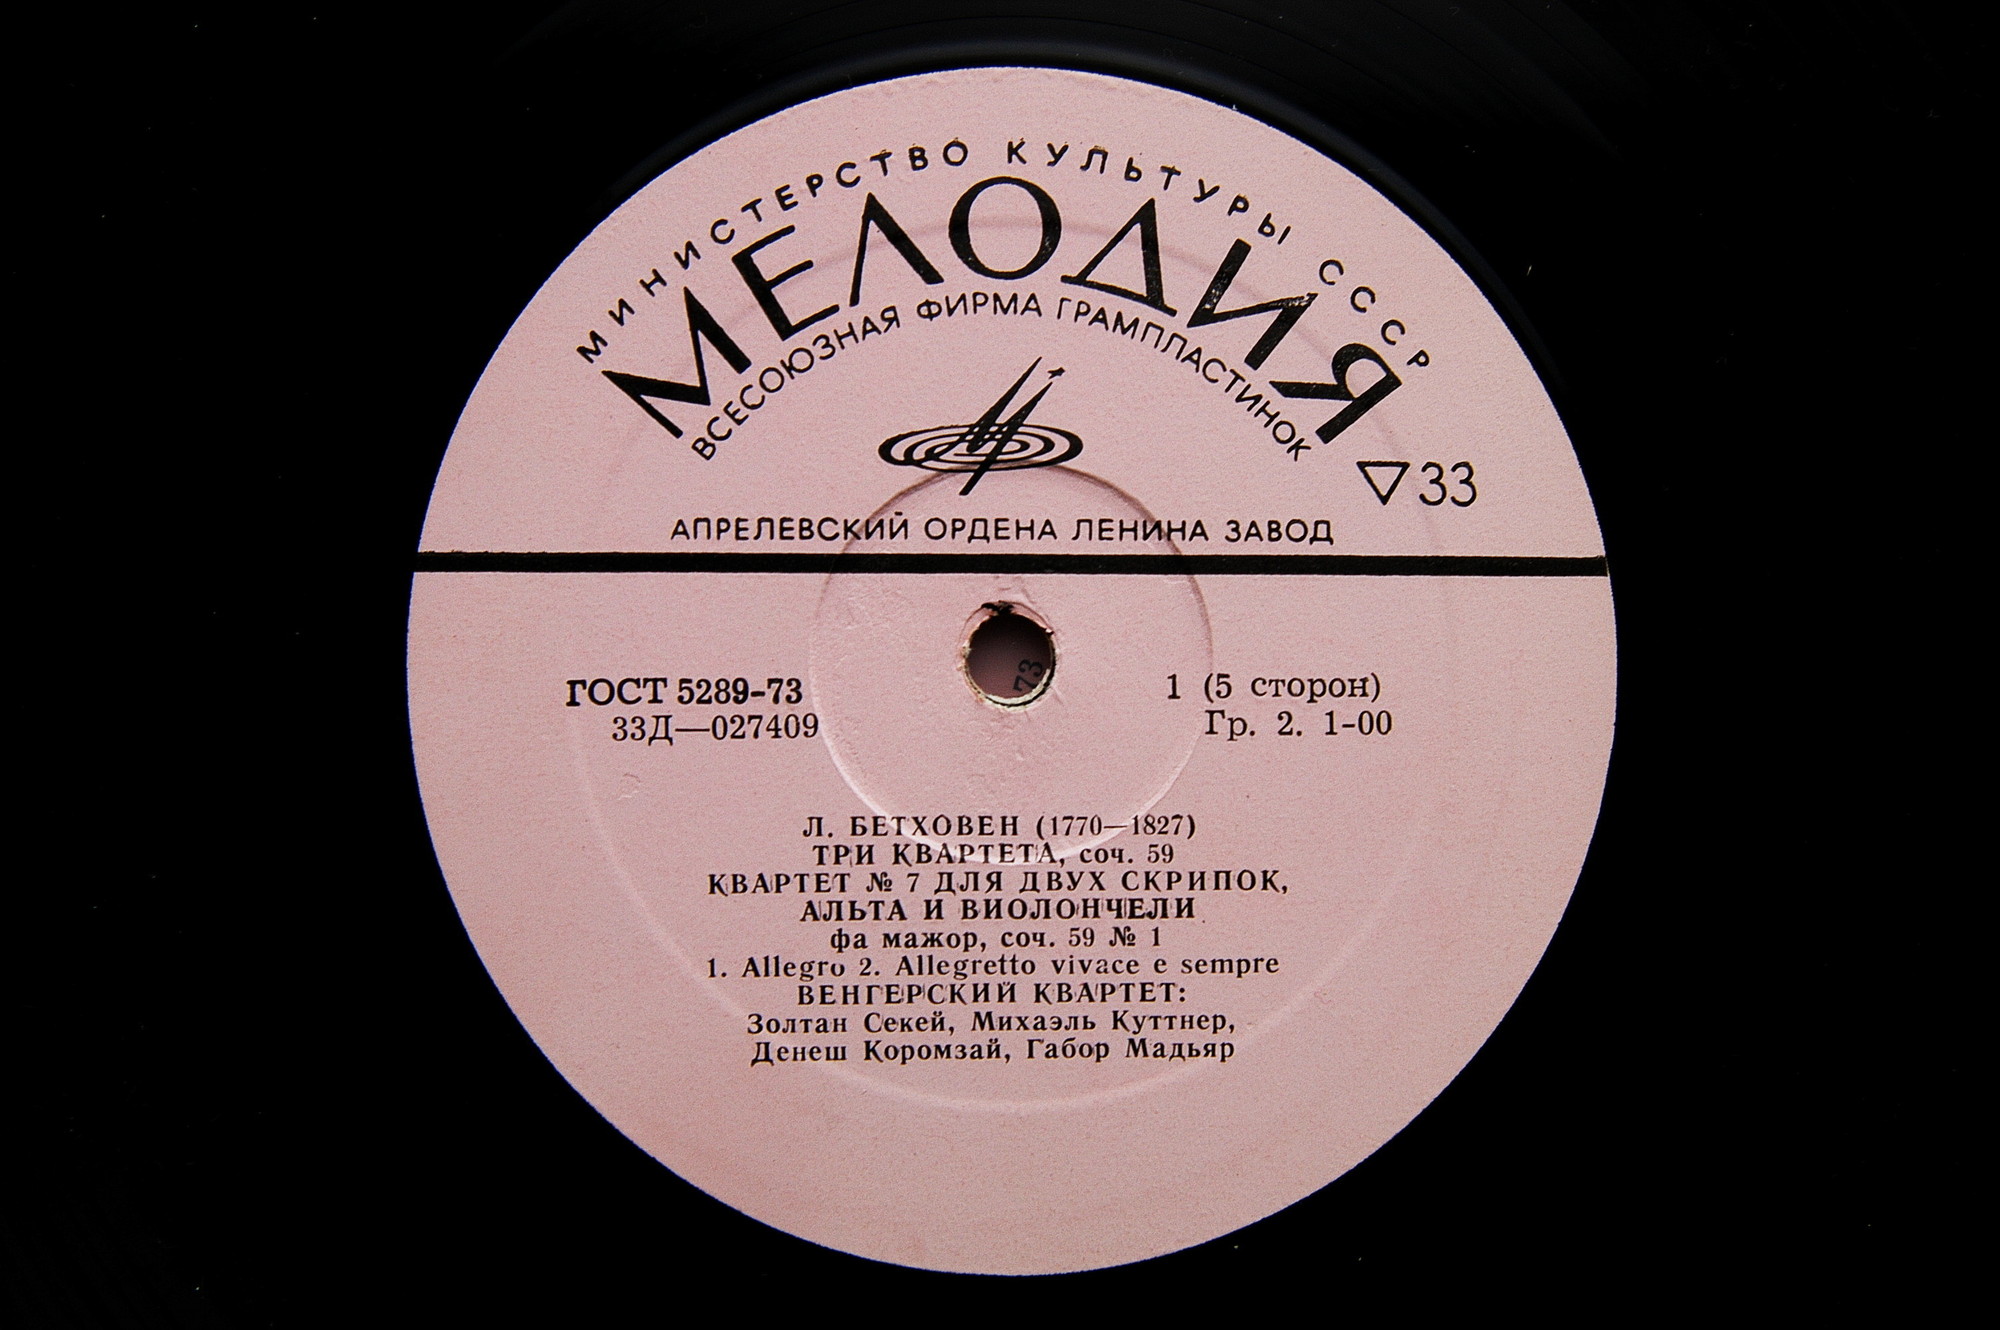 МИНИСТЕРСТВО КУЛЬТУРЫ СССР
МЕЛОДИЯ
ВСЕСОЮЗНАЯ ФИРМА ГРАМПЛАСТИНОК
▽33
АПРЕЛЕВСКИЙ ОРДЕНА ЛЕНИНА ЗАВОД
73
ГОСТ 5289-73
33Д—027409
1 (5 сторон)
Гр. 2. 1-00
Л. БЕТХОВЕН (1770—1827)
ТРИ КВАРТЕТА, соч. 59
КВАРТЕТ № 7 ДЛЯ ДВУХ СКРИПОК,
АЛЬТА И ВИОЛОНЧЕЛИ
фа мажор, соч. 59 № 1
1. Allegro 2. Allegretto vivace e sempre
ВЕНГЕРСКИЙ КВАРТЕТ:
Золтан Секей, Михаэль Куттнер,
Денеш Коромзай, Габор Мадьяр